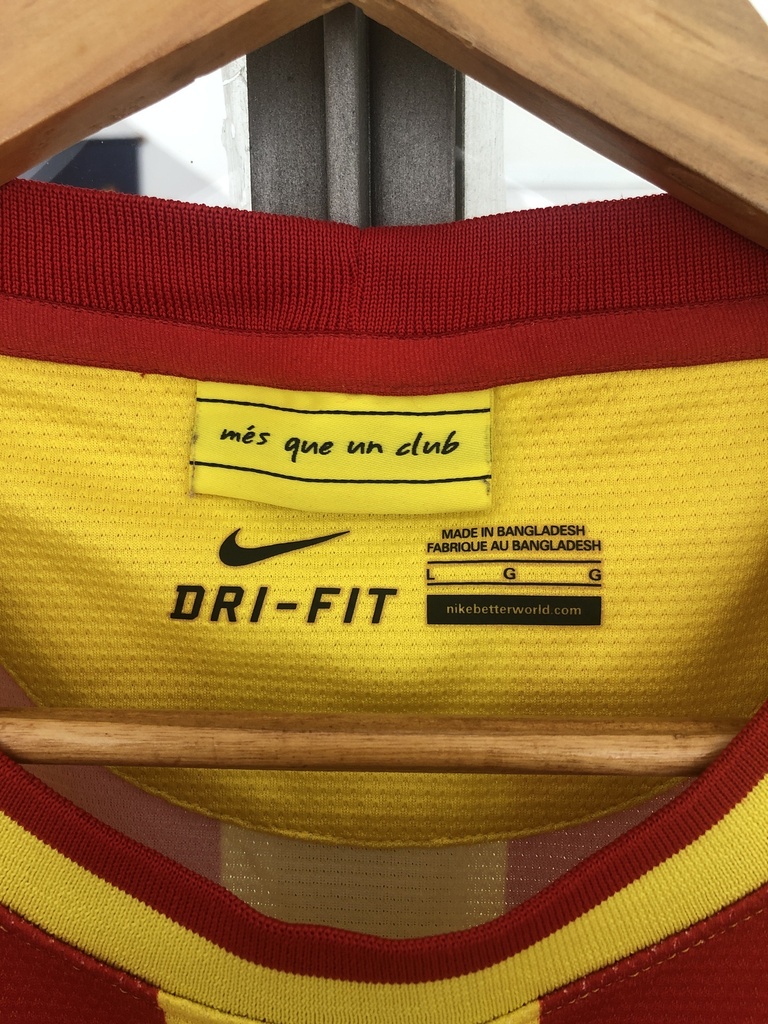 més que un club
DRI-FIT
MADE IN BANGLADESH
FABRIQUE AU BANGLADESH
L G G
nikebetterworld.com